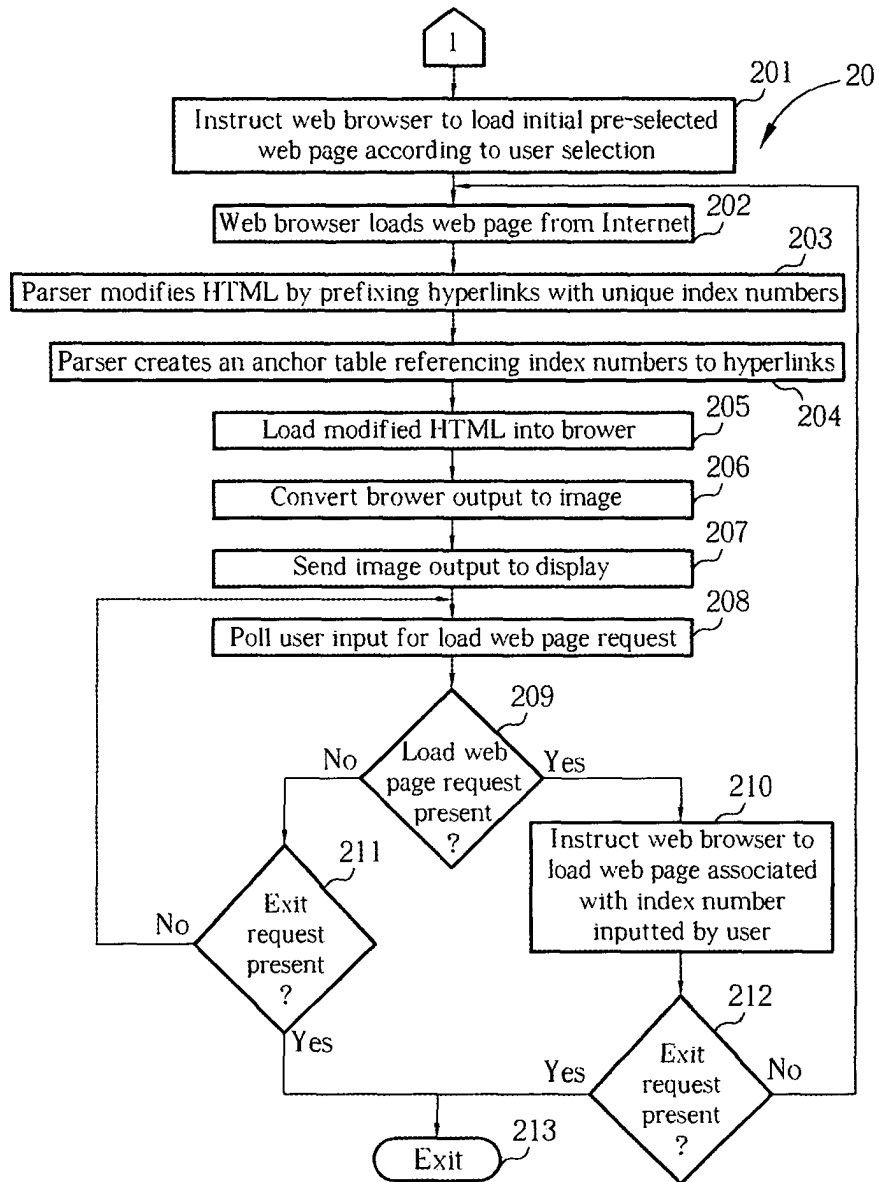 1
201
20
Instruct web browser to load initial pre-selected
web page according to user selection
Web browser loads web page from Internet
202
203
Parser modifies HTML by prefixing hyperlinks with unique index numbers
Parser creates an anchor table referencing index numbers to hyperlinks
204
205
Load modified HTML into brower
206
Convert brower output to image
207
Send image output to display
208
Poll user input for load web page request
209
Load web
page request
present
?
No
Yes
210
Instruct web browser to
load web page associated
with index number
inputted by user
211
Exit
request
present
?
No
Yes
212
Exit
request
present
?
Yes
No
213
Exit